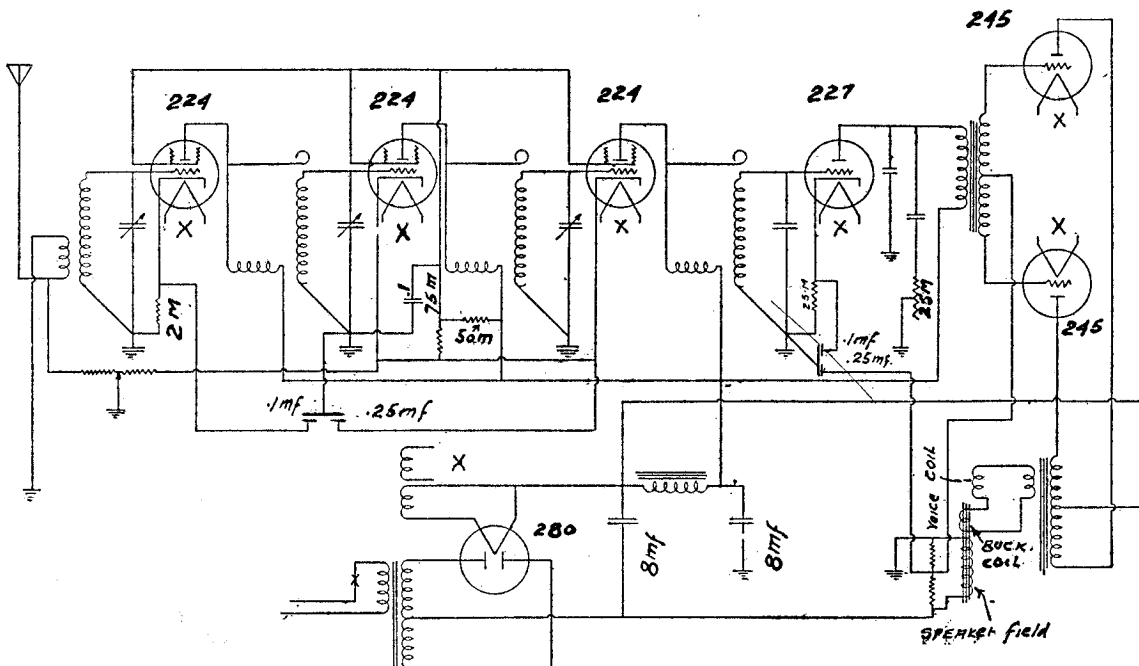 245
224
224
224
227
X
X
X
X
X
X
2M
.1
75M
50M
25M
25M
.1mf
.25mf.
245
.1mf
.25mf
X
280
8mf
8mf
VOICE COIL
BUCK.
COIL
SPEAKER field
X